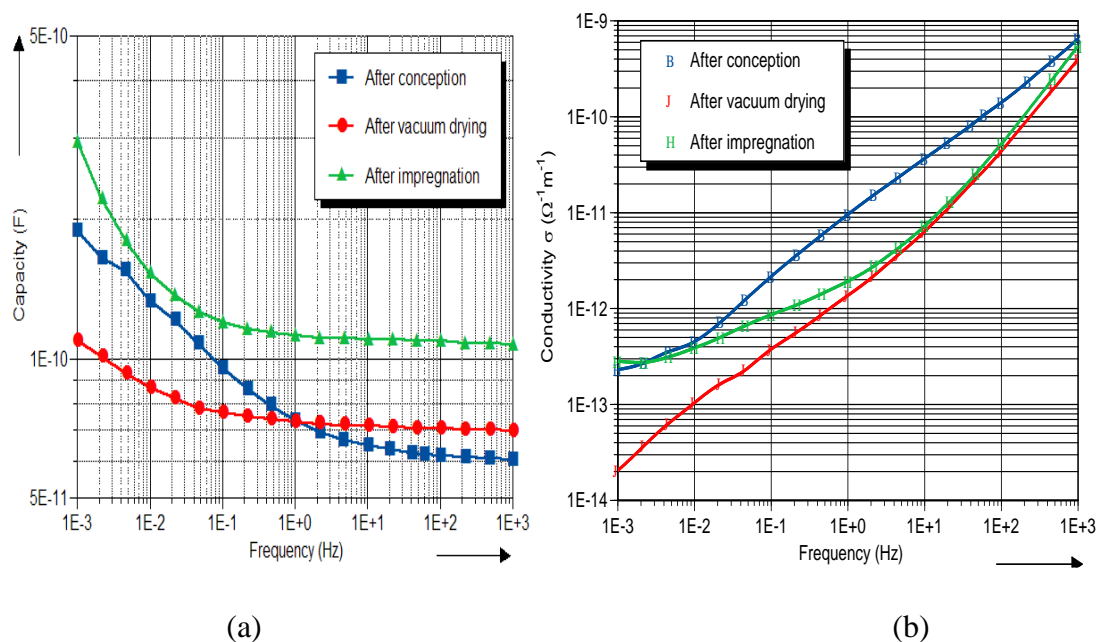 5E-10
1E-10
5E-11
Capacity (F)
After conception
After vacuum drying
After impregnation
1E-3 1E-2 1E-1 1E+0 1E+1 1E+2 1E+3
Frequency (Hz)
(a)
1E-9
1E-10
1E-11
1E-12
1E-13
1E-14
Conductivity σ (Ω⁻¹m⁻¹)
B After conception
J After vacuum drying
H After impregnation
1E-3 1E-2 1E-1 1E+0 1E+1 1E+2 1E+3
Frequency (Hz)
(b)